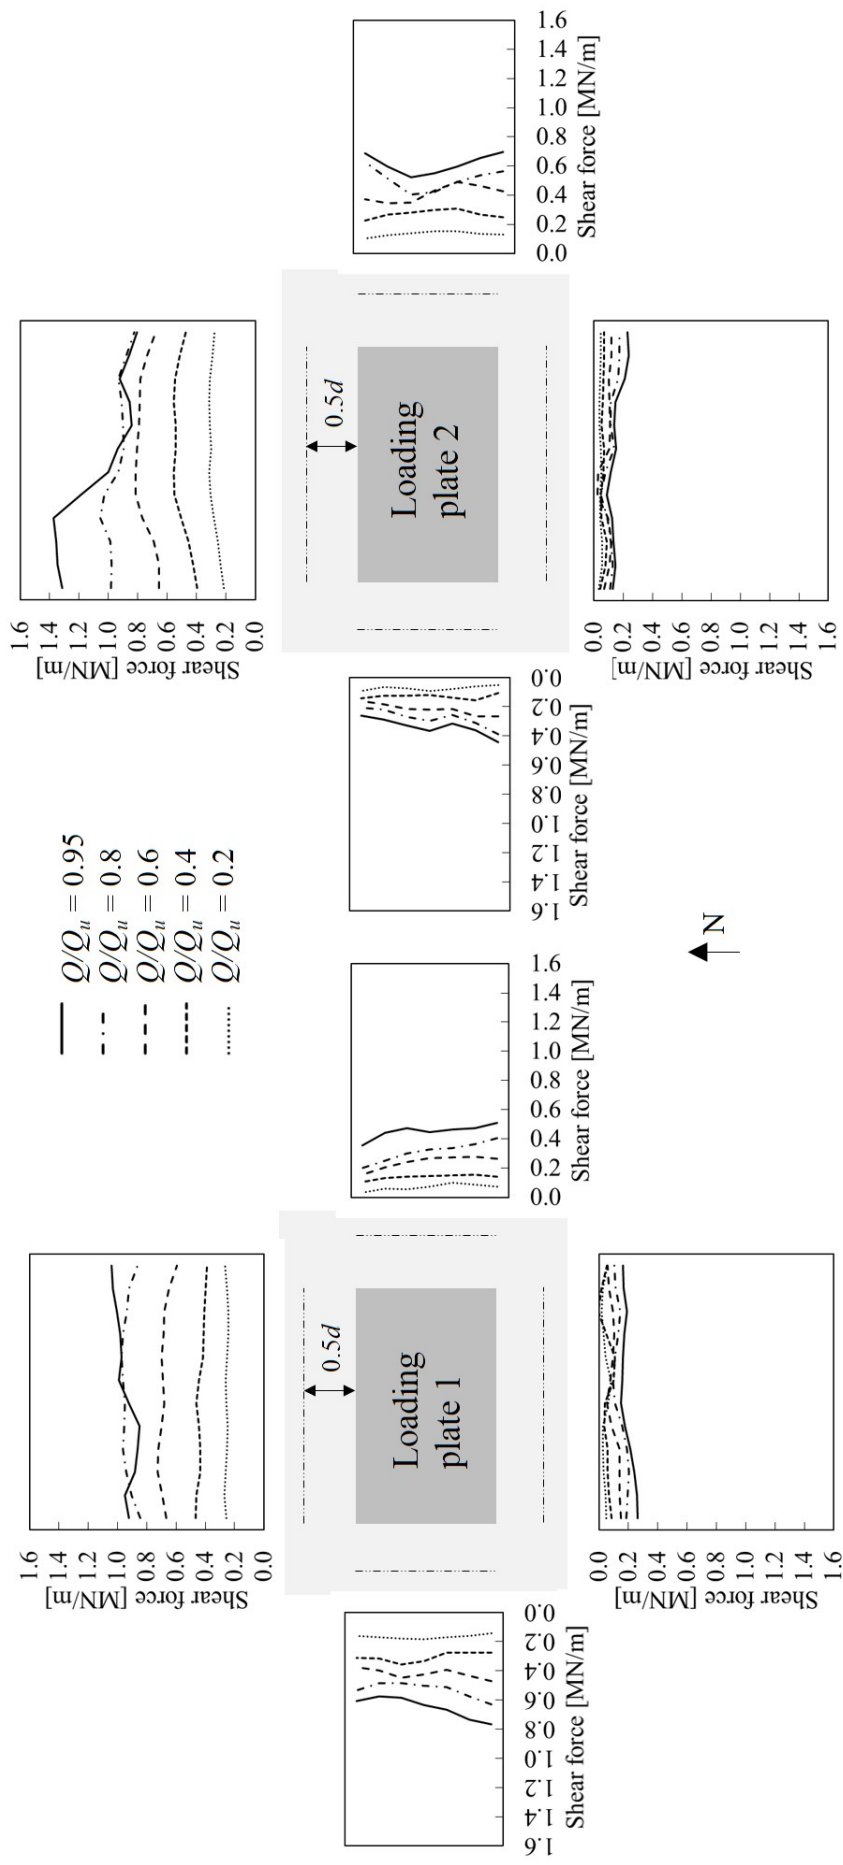 Shear force [MN/m]
1.6
1.4
1.2
1.0
0.8
0.6
0.4
0.2
0.0
Q/Qu = 0.95
Q/Qu = 0.8
Q/Qu = 0.6
Q/Qu = 0.4
Q/Qu = 0.2
Shear force [MN/m]
1.6
1.4
1.2
1.0
0.8
0.6
0.4
0.2
0.0
1.6 1.4 1.2 1.0 0.8 0.6 0.4 0.2 0.0
Shear force [MN/m]
0.5d
Loading
plate 1
0.0 0.2 0.4 0.6 0.8 1.0 1.2 1.4 1.6
Shear force [MN/m]
1.6 1.4 1.2 1.0 0.8 0.6 0.4 0.2 0.0
Shear force [MN/m]
0.5d
Loading
plate 2
0.0 0.2 0.4 0.6 0.8 1.0 1.2 1.4 1.6
Shear force [MN/m]
Shear force [MN/m]
0.0
0.2
0.4
0.6
0.8
1.0
1.2
1.4
1.6
N
Shear force [MN/m]
0.0
0.2
0.4
0.6
0.8
1.0
1.2
1.4
1.6